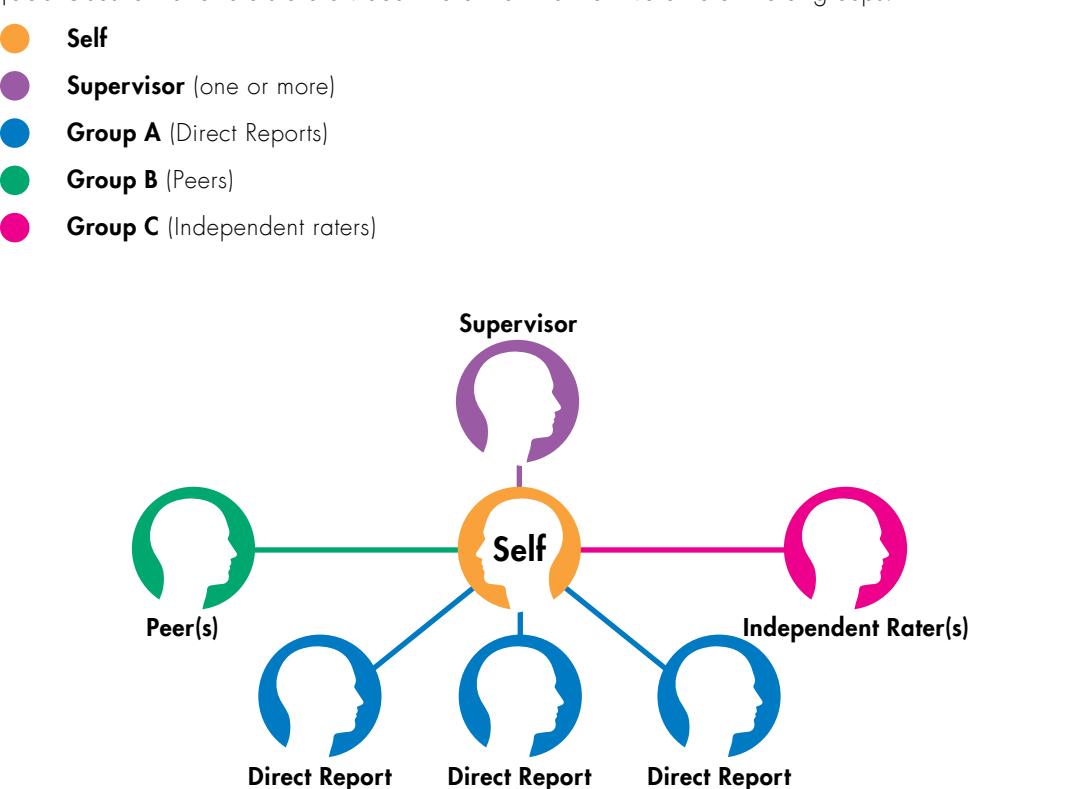 Self
Supervisor (one or more)
Group A (Direct Reports)
Group B (Peers)
Group C (Independent raters)
Supervisor
Self
Peer(s)
Independent Rater(s)
Direct Report
Direct Report
Direct Report